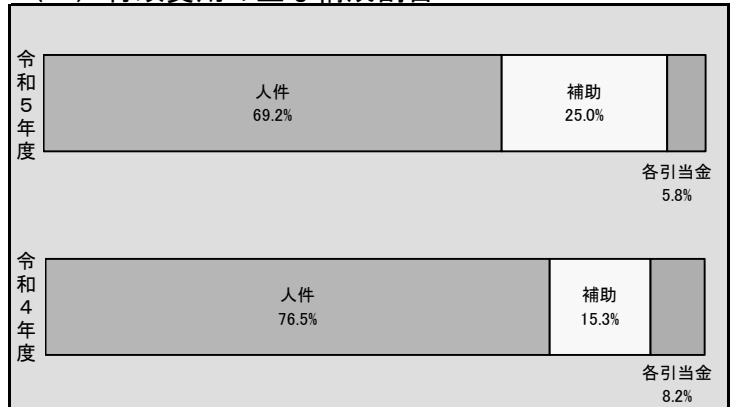 令和5年度
人件
69.2%
補助
25.0%
各引当金
5.8%
令和4年度
人件
76.5%
補助
15.3%
各引当金
8.2%